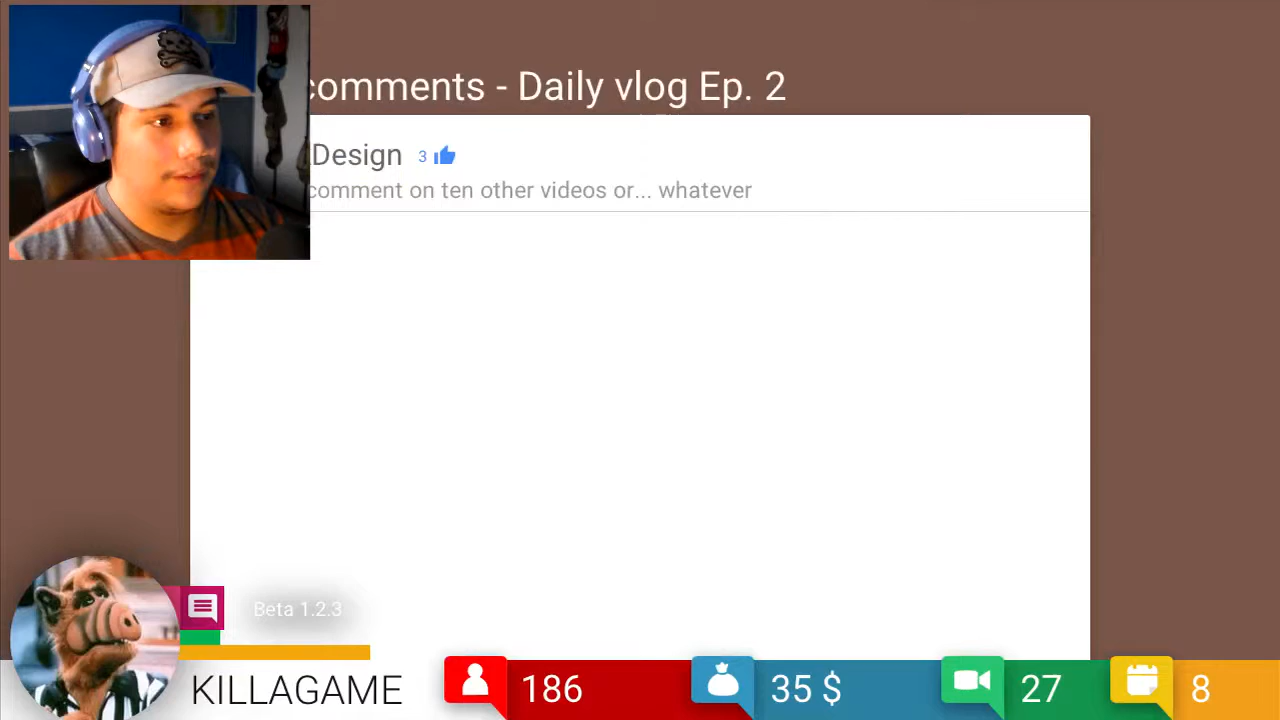 comments - Daily vlog Ep. 2
Design 3
comment on ten other videos or... whatever
Beta 1.2.3
KILLAGAME
186
35 $
27
8